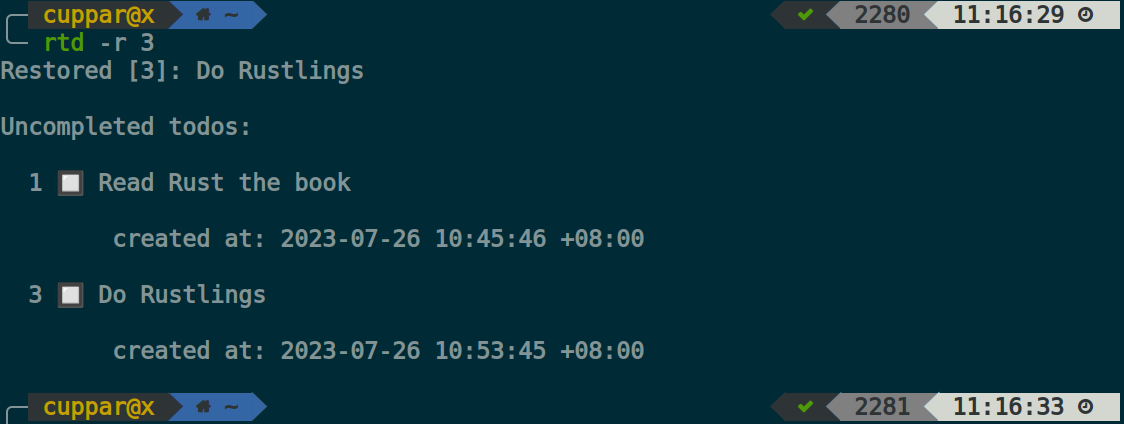 cuppar@x ~ ✔ 2280 11:16:29
rtd -r 3
Restored [3]: Do Rustlings
Uncompleted todos:
1 Read Rust the book
created at: 2023-07-26 10:45:46 +08:00
3 Do Rustlings
created at: 2023-07-26 10:53:45 +08:00
cuppar@x ~ ✔ 2281 11:16:33